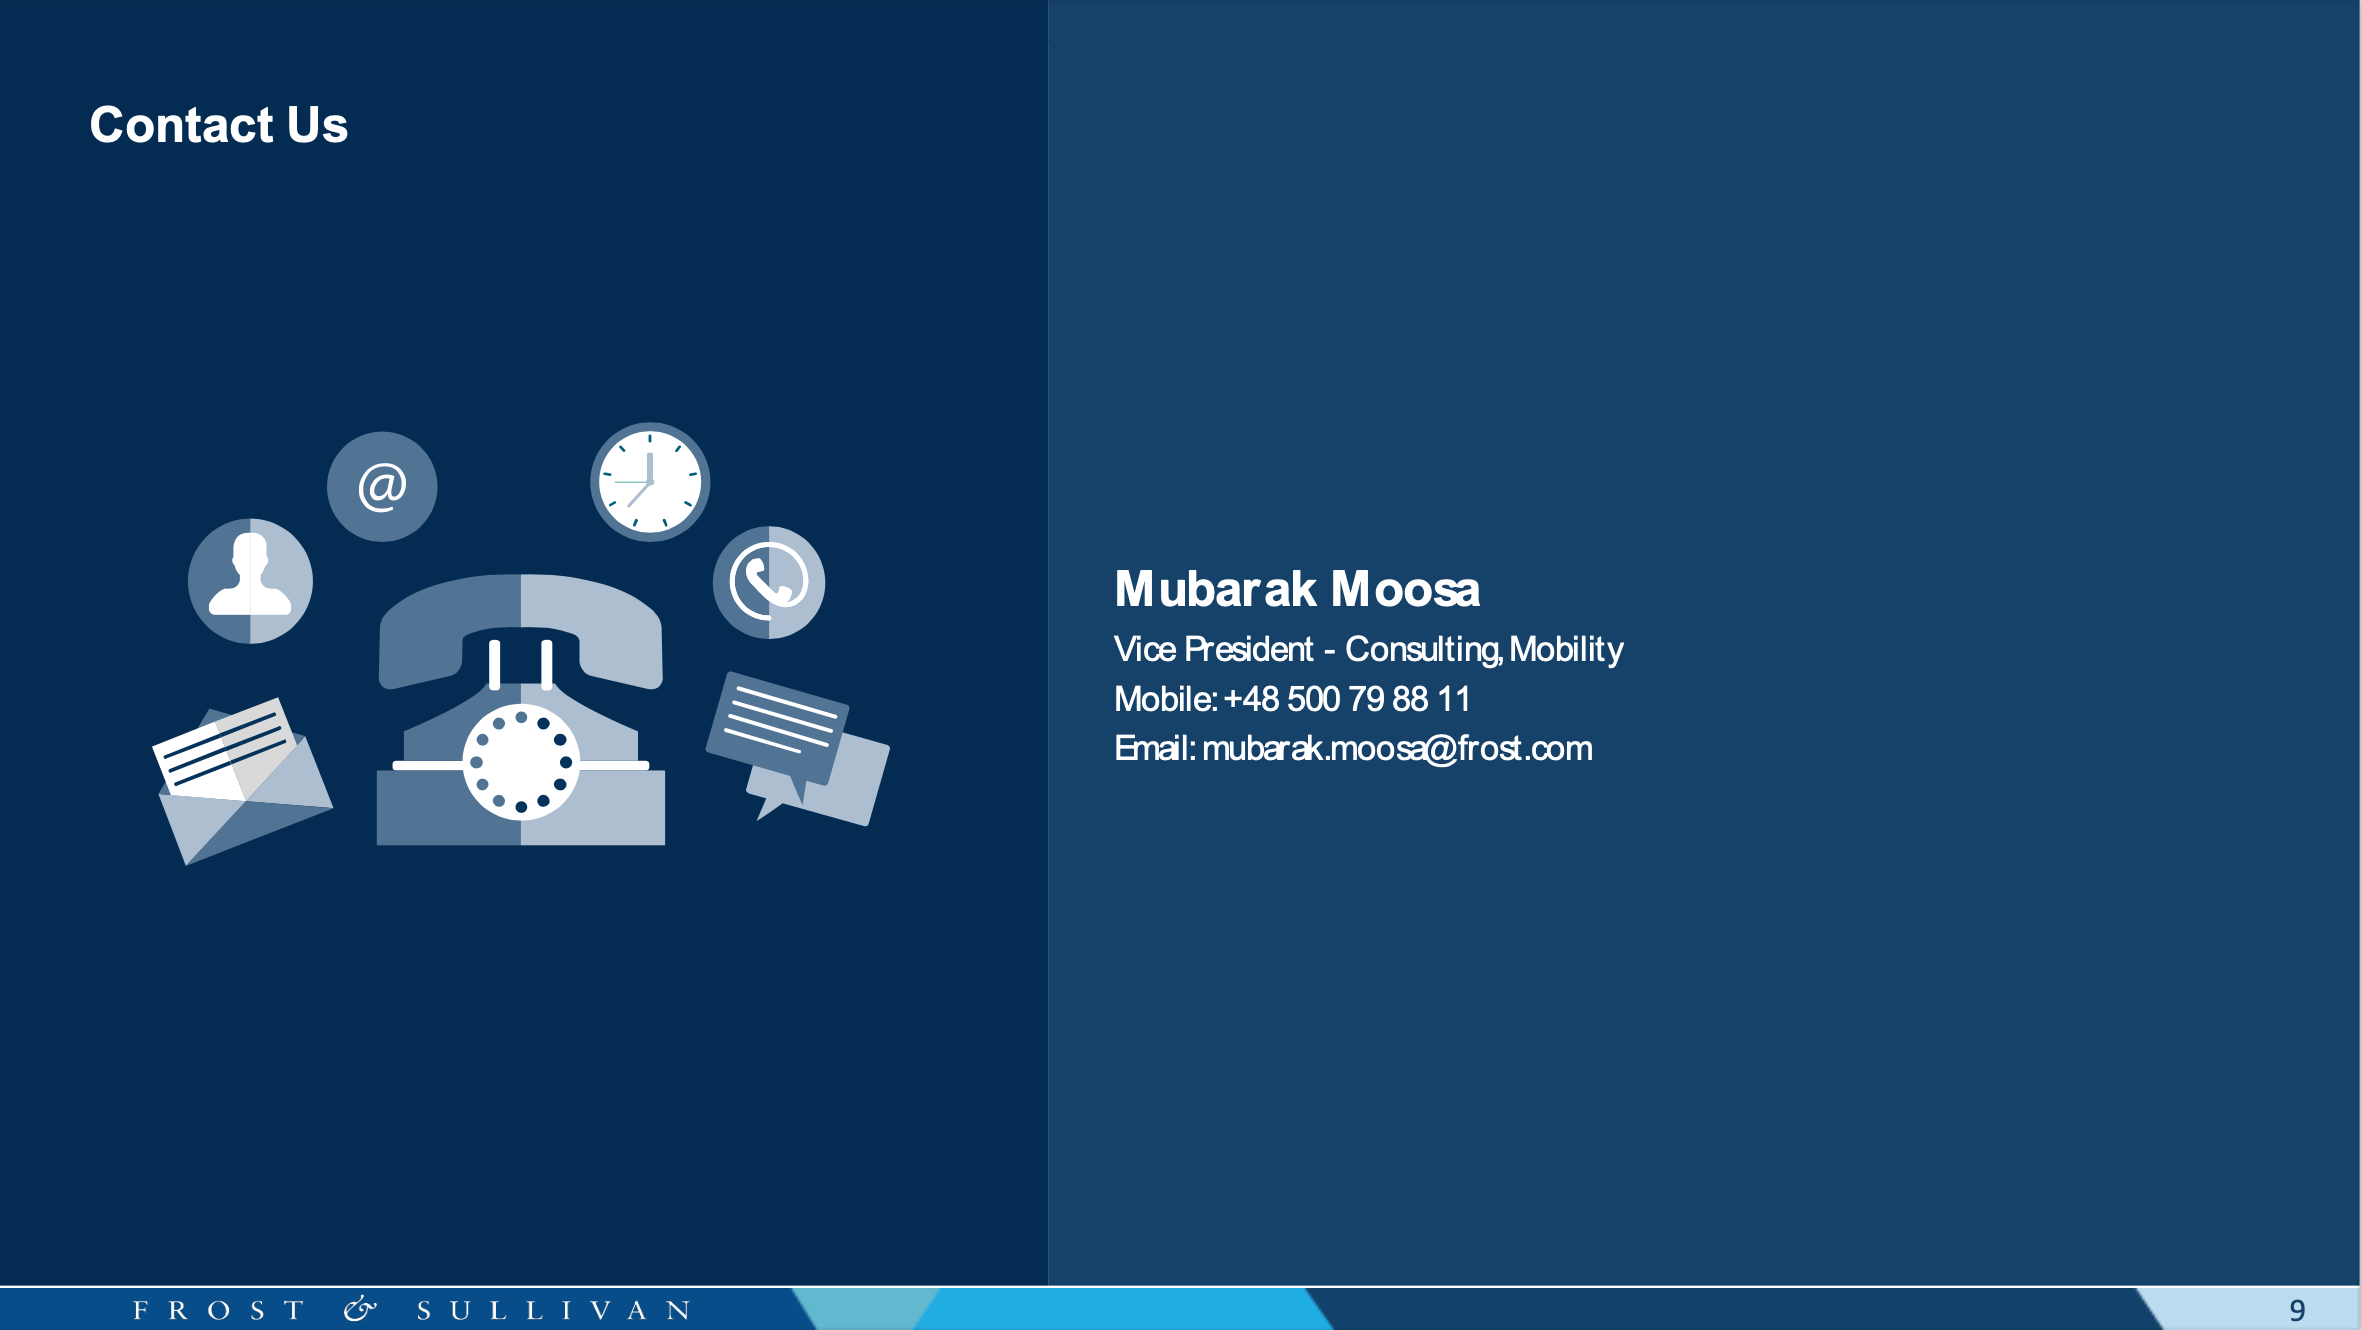 Contact Us
@
Mubarak Moosa
Vice President - Consulting, Mobility
Mobile: +48 500 79 88 11
Email: mubarak.moosa@frost.com
FROST & SULLIVAN
9